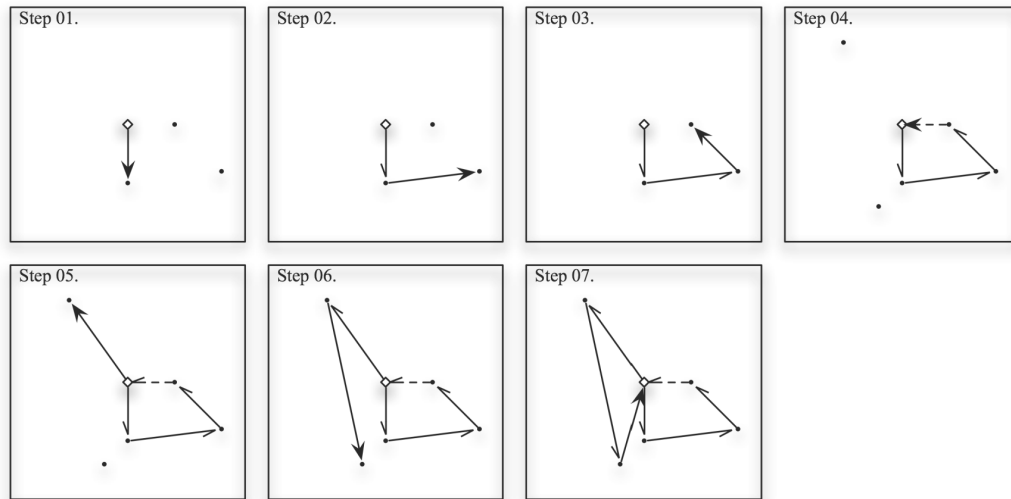 Step 01.
Step 02.
Step 03.
Step 04.
Step 05.
Step 06.
Step 07.